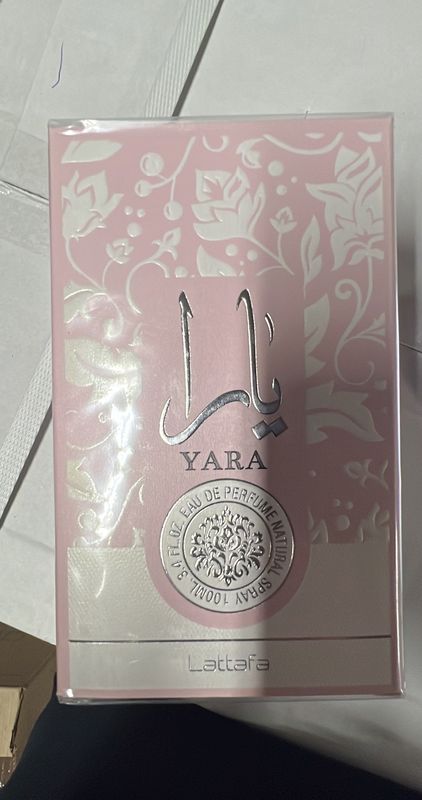 يارا
YARA
EAU DE PERFUME NATURAL SPRAY 100ML. 3.4 FL.OZ.
Lattafa